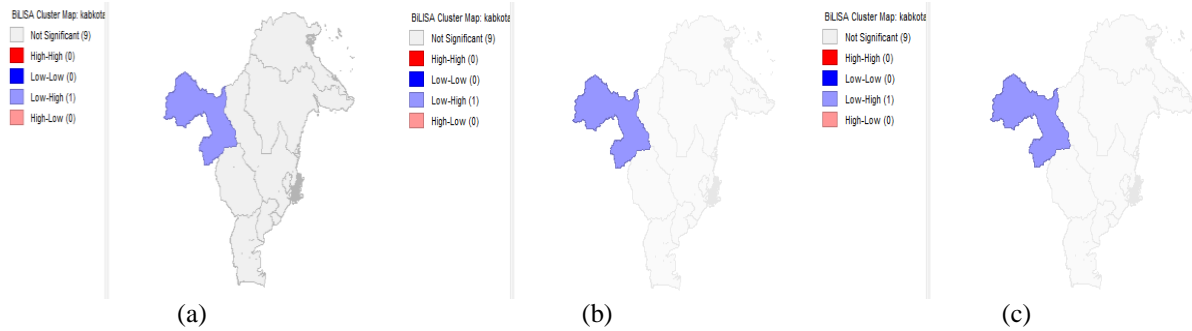 BiLISA Cluster Map: kabkota
Not Significant (9)
High-High (0)
Low-Low (0)
Low-High (1)
High-Low (0)
BiLISA Cluster Map: kabkota
Not Significant (9)
High-High (0)
Low-Low (0)
Low-High (1)
High-Low (0)
BiLISA Cluster Map: kabkota
Not Significant (9)
High-High (0)
Low-Low (0)
Low-High (1)
High-Low (0)
(a)
(b)
(c)